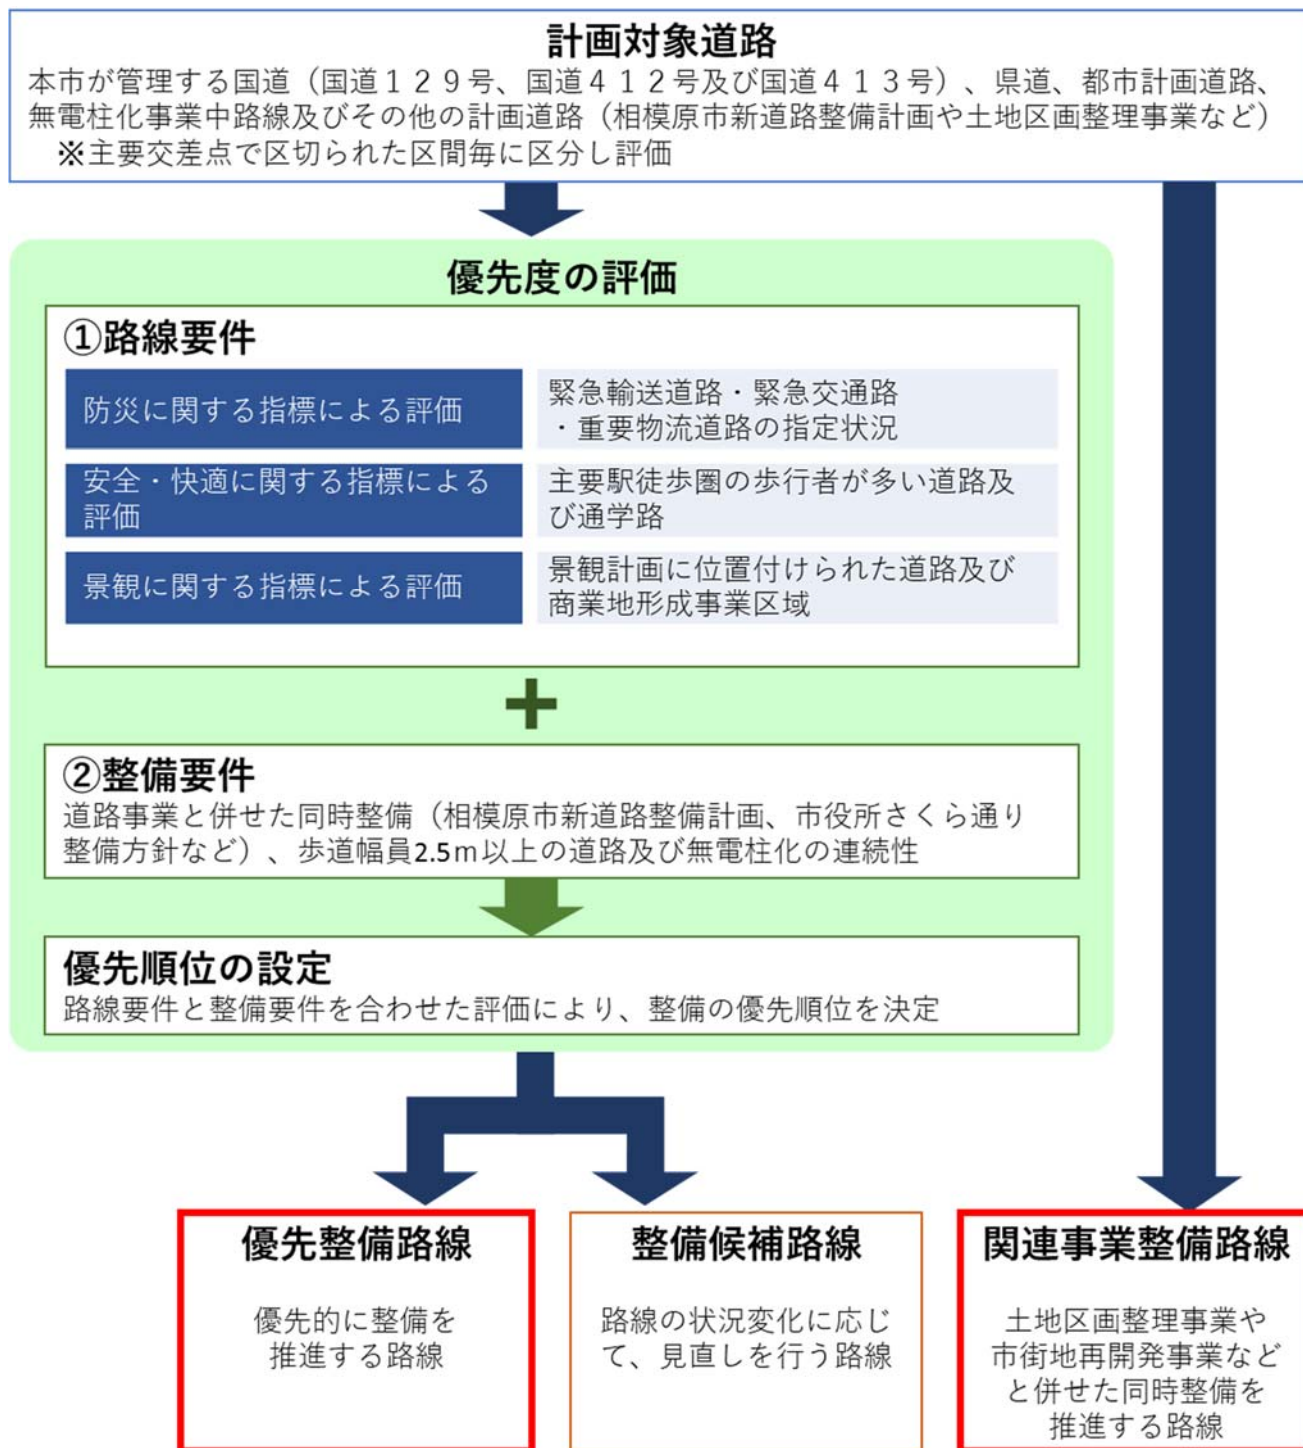 計画対象道路
本市が管理する国道（国道１２９号、国道４１２号及び国道４１３号）、県道、都市計画道路、
無電柱化事業中路線及びその他の計画道路（相模原市新道路整備計画や土地区画整理事業など）
※主要交差点で区切られた区間毎に区分し評価
優先度の評価
①路線要件
防災に関する指標による評価
緊急輸送道路・緊急交通路
・重要物流道路の指定状況
安全・快適に関する指標による
評価
主要駅徒歩圏の歩行者が多い道路及
び通学路
景観に関する指標による評価
景観計画に位置付けられた道路及び
商業地形成事業区域
＋
②整備要件
道路事業と併せた同時整備（相模原市新道路整備計画、市役所さくら通り
整備方針など）、歩道幅員2.5ｍ以上の道路及び無電柱化の連続性
優先順位の設定
路線要件と整備要件を合わせた評価により、整備の優先順位を決定
優先整備路線
優先的に整備を
推進する路線
整備候補路線
路線の状況変化に応じ
て、見直しを行う路線
関連事業整備路線
土地区画整理事業や
市街地再開発事業など
と併せた同時整備を
推進する路線